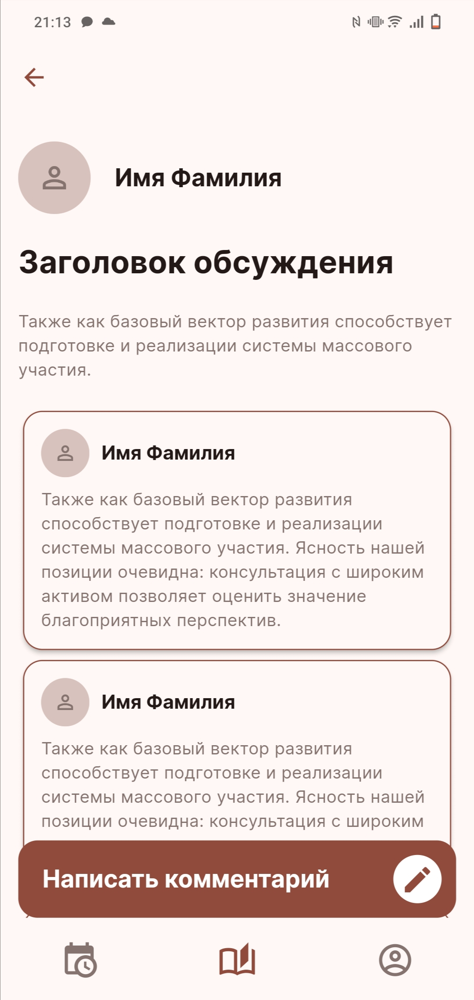 21:13
Имя Фамилия
Заголовок обсуждения
Также как базовый вектор развития способствует
подготовке и реализации системы массового
участия.
Имя Фамилия
Также как базовый вектор развития
способствует подготовке и реализации
системы массового участия. Ясность нашей
позиции очевидна: консультация с широким
активом позволяет оценить значение
благоприятных перспектив.
Имя Фамилия
Также как базовый вектор развития
способствует подготовке и реализации
системы массового участия. Ясность нашей
позиции очевидна: консультация с широким
Написать комментарий